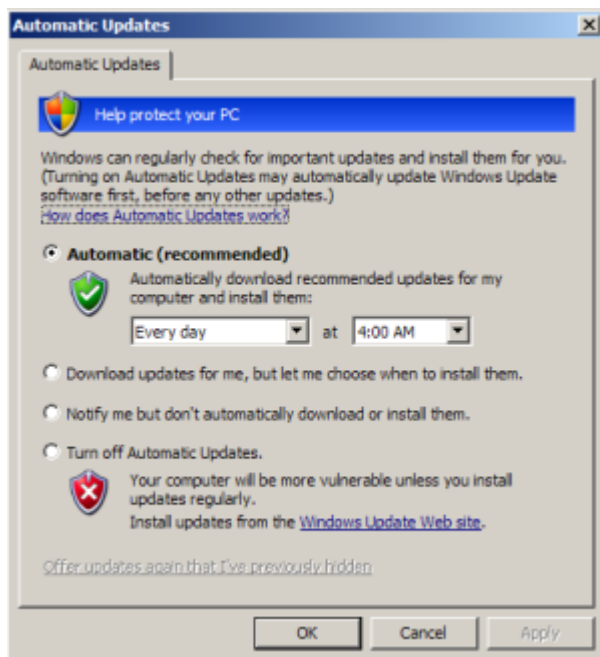 Automatic Updates
Automatic Updates
Help protect your PC
Windows can regularly check for important updates and install them for you.
(Turning on Automatic Updates may automatically update Windows Update
software first, before any other updates.)
How does Automatic Updates work?
Automatic (recommended)
Automatically download recommended updates for my
computer and install them:
Every day at 4:00 AM
Download updates for me, but let me choose when to install them.
Notify me but don't automatically download or install them.
Turn off Automatic Updates.
Your computer will be more vulnerable unless you install
updates regularly.
Install updates from the Windows Update Web site.
Offer updates again that I've previously hidden
OK Cancel Apply